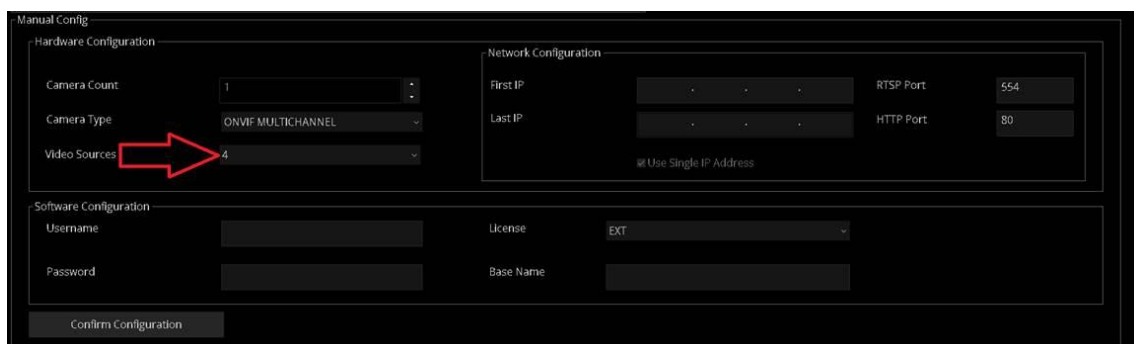 Manual Config
Hardware Configuration
Camera Count 1
Camera Type ONVIF MULTICHANNEL
Video Sources 4
Network Configuration
First IP . . . RTSP Port 554
Last IP . . . HTTP Port 80
Use Single IP Address
Software Configuration
Username License EXT
Password Base Name
Confirm Configuration